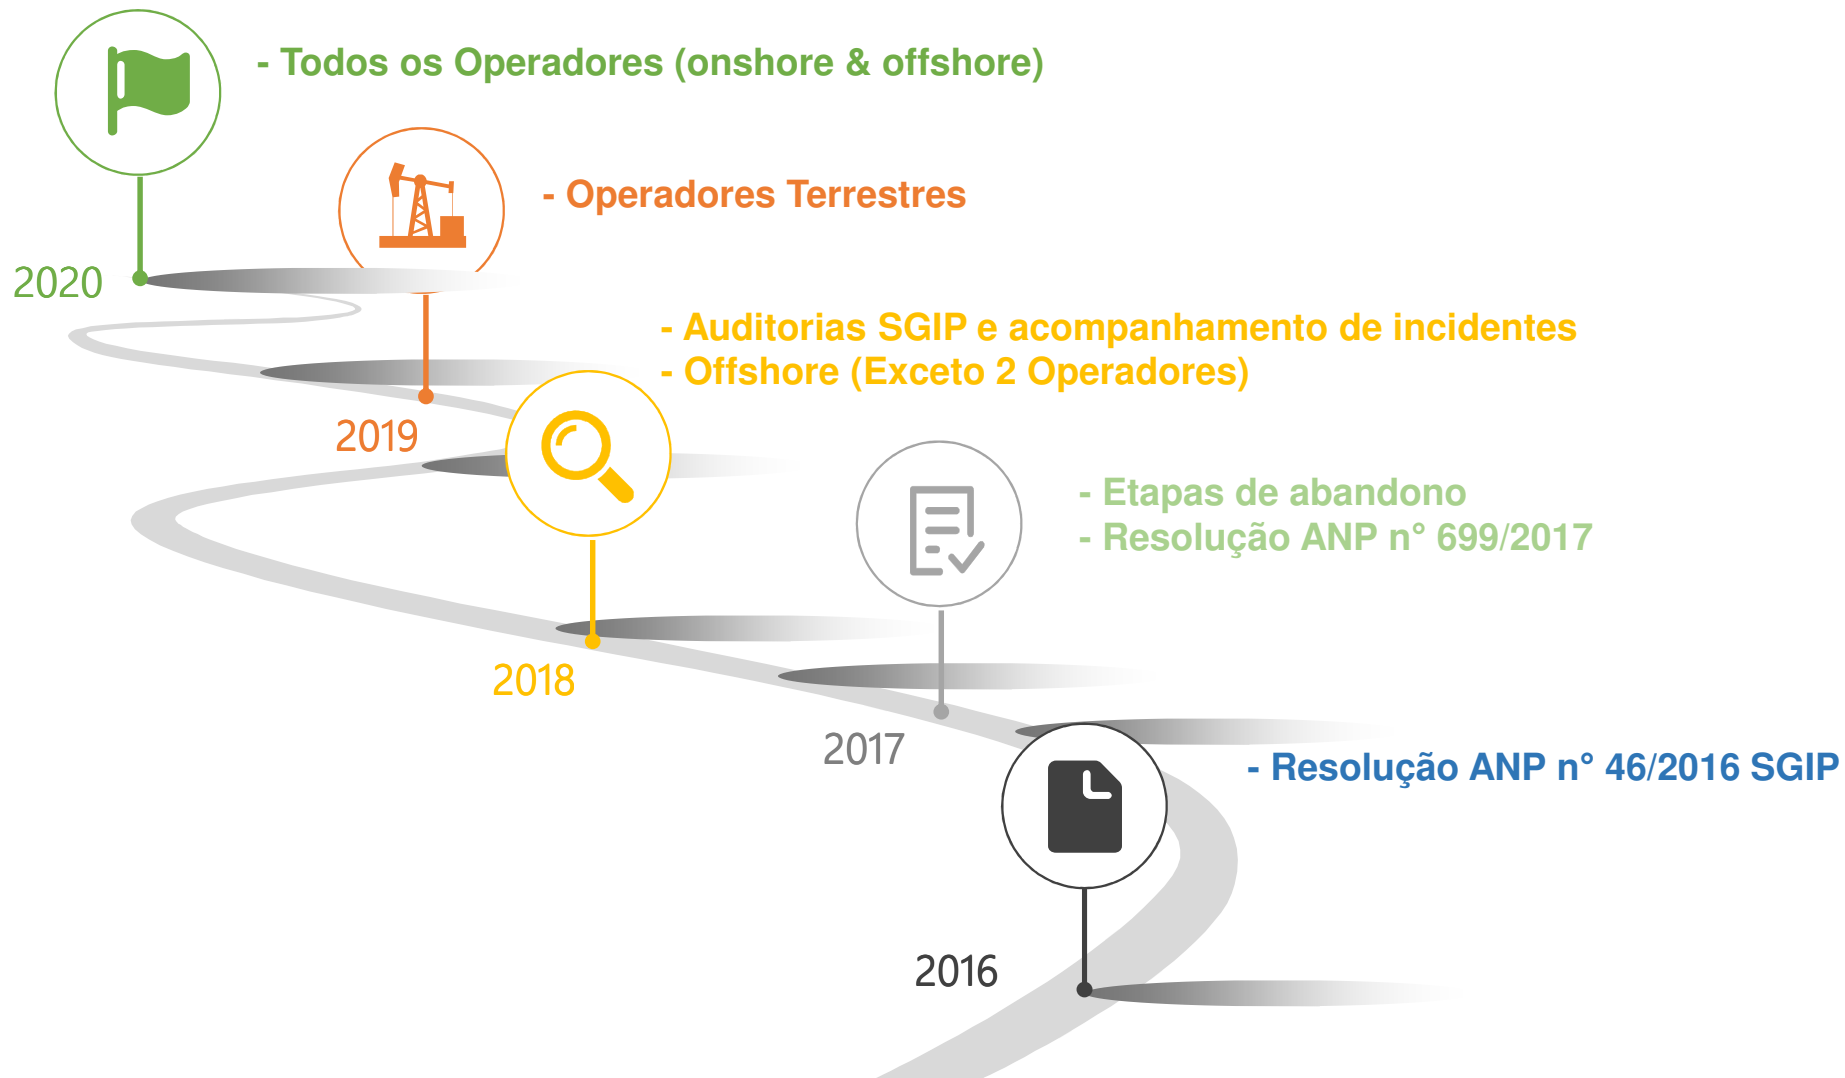 - Todos os Operadores (onshore & offshore)
2020
- Operadores Terrestres
2019
- Auditorias SGIP e acompanhamento de incidentes
- Offshore (Exceto 2 Operadores)
2018
- Etapas de abandono
- Resolução ANP n° 699/2017
2017
- Resolução ANP n° 46/2016 SGIP
2016